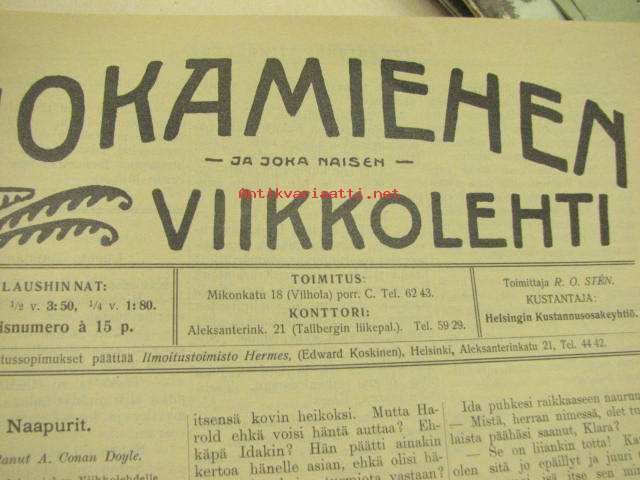 OKAMIEHEN
— JA JOKA NAISEN —
VIIKKOLEHTI
Antikvariaatti.net
LAUSHINNAT:
1/2 v. 3:50, 1/4 v. 1:80.
isnumero à 15 p.
TOIMITUS:
Mikonkatu 18 (Vilhola) porr. C. Tel. 62 43.
KONTTORI:
Aleksanterink. 21 (Tallbergin liikepal.). Tel. 59 29.
Toimittaja R. O. STÉN.
KUSTANTAJA:
Helsingin Kustannusosakeyhtiö.
tussopimukset päättää Ilmoitustoimisto Hermes, (Edward Koskinen), Helsinki, Aleksanterinkatu 21, Tel. 44 42.
Naapurit.
tanut A. Conan Doyle.
itsensä kovin heikoksi. Mutta Ha-
rold ehkä voisi häntä auttaa? Eh-
käpä Idakin? Hän päätti ainakin
kertoa hänelle asian, ehkä olisi hä-
vastaan?
Ida puhkesi raikkaaseen nauruu
— Mistä, herran nimessä, olet tu
laista päähäsi saanut, Klara?
— Se on liiankin totta! Ka
olen sitä jo epäillyt ja juuri